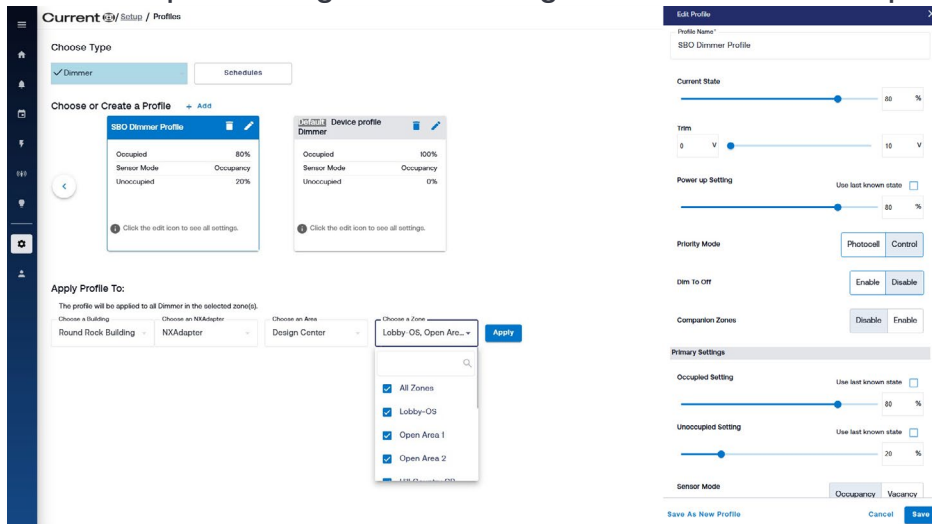 Current / Setup / Profiles
Choose Type
Dimmer
Schedules
Choose or Create a Profile + Add
SBO Dimmer Profile
Occupied 80%
Sensor Mode Occupancy
Unoccupied 20%
Click the edit icon to see all settings.
Default Device profile
Dimmer
Occupied 100%
Sensor Mode Occupancy
Unoccupied 0%
Click the edit icon to see all settings.
Apply Profile To:
The profile will be applied to all Dimmer in the selected zone(s).
Choose a Building
Round Rock Building
Choose an NXAdapter
NXAdapter
Choose an Area
Design Center
Choose a Zone
Lobby-OS, Open Are...
Apply
All Zones
Lobby-OS
Open Area 1
Open Area 2
Edit Profile
Profile Name*
SBO Dimmer Profile
Current State
80 %
Trim
0 V 10 V
Power up Setting
Use last known state
80 %
Priority Mode
Photocell Control
Dim To Off
Enable Disable
Companion Zones
Disable Enable
Primary Settings
Occupied Setting
Use last known state
80 %
Unoccupied Setting
Use last known state
20 %
Sensor Mode
Occupancy Vacancy
Save As New Profile
Cancel
Save